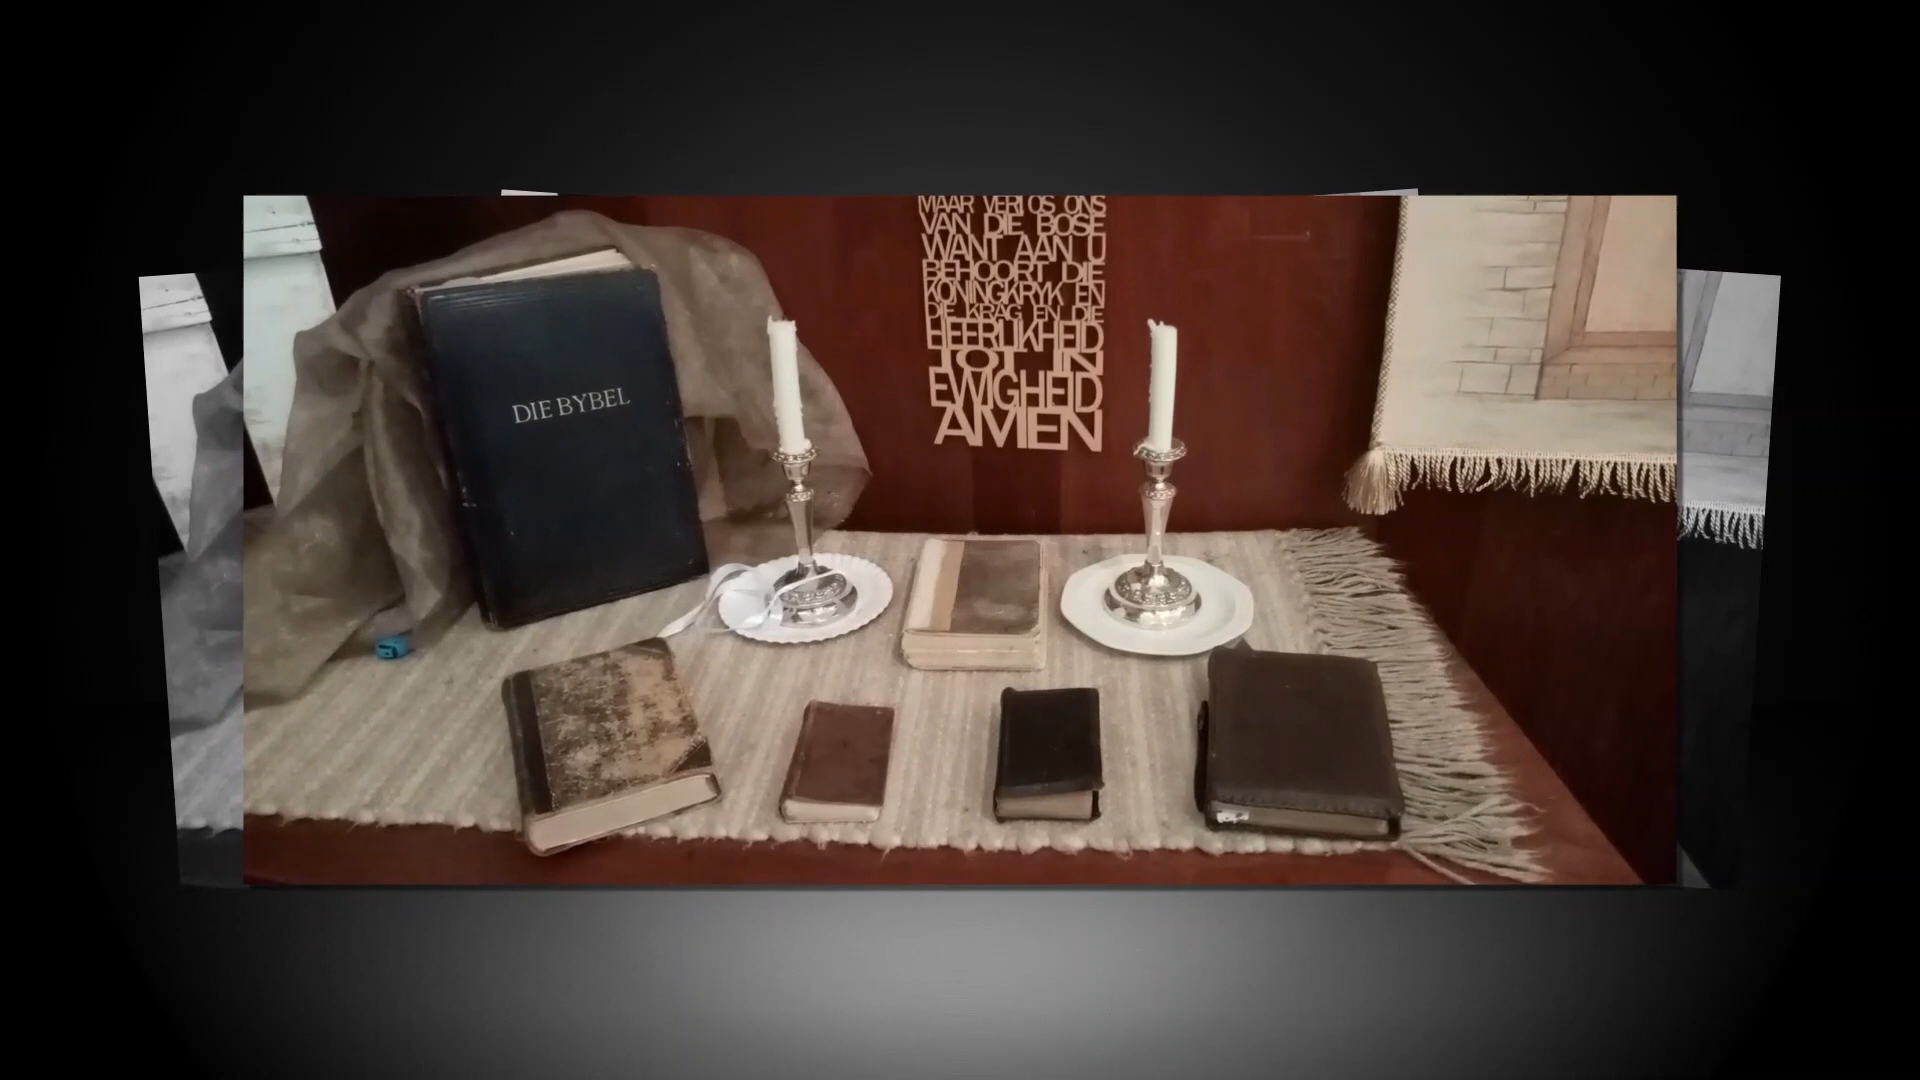 DIE BYBEL
MAAR VERLOS ONS
VAN DIE BOSE
WANT AAN U
BEHOORT DIE
KONINGKRYK EN
DIE KRAG EN DIE
HEERLIKHEID
TOT IN
EWIGHEID
AMEN